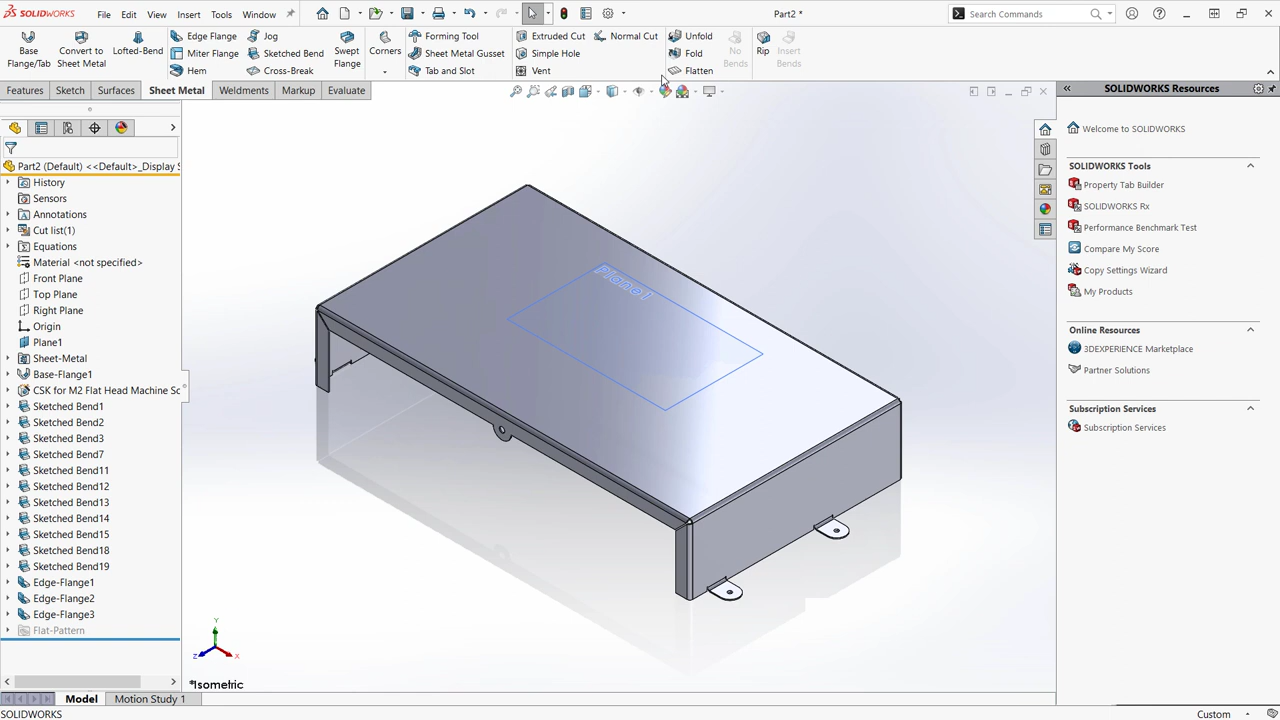 SOLIDWORKS
File Edit View Insert Tools Window
Part2 *
Search Commands
Base Flange/Tab
Convert to Sheet Metal
Lofted-Bend
Edge Flange
Miter Flange
Hem
Jog
Sketched Bend
Cross-Break
Swept Flange
Corners
Forming Tool
Sheet Metal Gusset
Tab and Slot
Extruded Cut
Simple Hole
Vent
Normal Cut
Unfold
Fold
Flatten
No Bends
Rip
Insert Bends
Features Sketch Surfaces Sheet Metal Weldments Markup Evaluate
Part2 (Default) <<Default>_Display S
History
Sensors
Annotations
Cut list(1)
Equations
Material <not specified>
Front Plane
Top Plane
Right Plane
Origin
Plane1
Sheet-Metal
Base-Flange1
CSK for M2 Flat Head Machine Sc
Sketched Bend1
Sketched Bend2
Sketched Bend3
Sketched Bend7
Sketched Bend11
Sketched Bend12
Sketched Bend13
Sketched Bend14
Sketched Bend15
Sketched Bend18
Sketched Bend19
Edge-Flange1
Edge-Flange2
Edge-Flange3
Flat-Pattern
Plane1
Y
Z
X
*Isometric
SOLIDWORKS Resources
Welcome to SOLIDWORKS
SOLIDWORKS Tools
Property Tab Builder
SOLIDWORKS Rx
Performance Benchmark Test
Compare My Score
Copy Settings Wizard
My Products
Online Resources
3DEXPERIENCE Marketplace
Partner Solutions
Subscription Services
Subscription Services
Model Motion Study 1
SOLIDWORKS
Custom